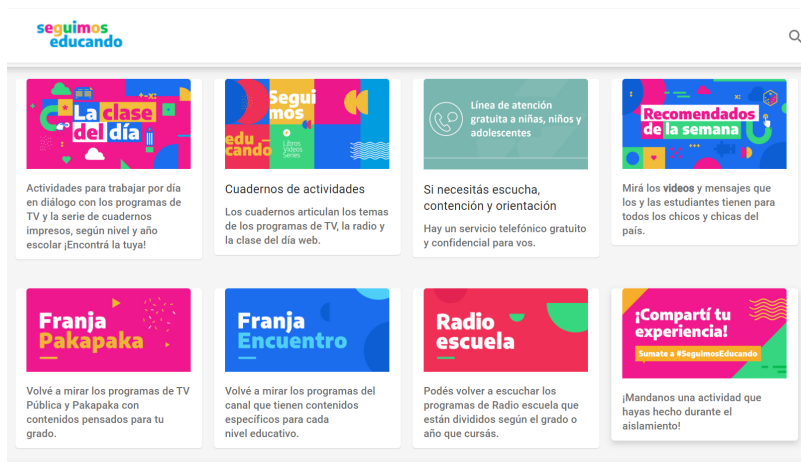 seguimos
educando
La clase
del día
Actividades para trabajar por día
en diálogo con los programas de
TV y la serie de cuadernos
impresos, según nivel y año
escolar ¡Encontrá la tuya!
Segui
mos
edu
cando
Libros
Videos
Series
Cuadernos de actividades
Los cuadernos articulan los temas
de los programas de TV, la radio y
la clase del día web.
Línea de atención
gratuita a niñas, niños y
adolescentes
Si necesitás escucha,
contención y orientación
Hay un servicio telefónico gratuito
y confidencial para vos.
Recomendados
de la semana
Mirá los videos y mensajes que
los y las estudiantes tienen para
todos los chicos y chicas del
país.
Franja
Pakapaka
Volvé a mirar los programas de TV
Pública y Pakapaka con
contenidos pensados para tu
grado.
Franja
Encuentro
Volvé a mirar los programas del
canal que tienen contenidos
específicos para cada
nivel educativo.
Radio
escuela
Podés volver a escuchar los
programas de Radio escuela que
están divididos según el grado o
año que cursás.
¡Compartí tu
experiencia!
Sumate a #SeguimosEducando
¡Mandanos una actividad que
hayas hecho durante el
aislamiento!